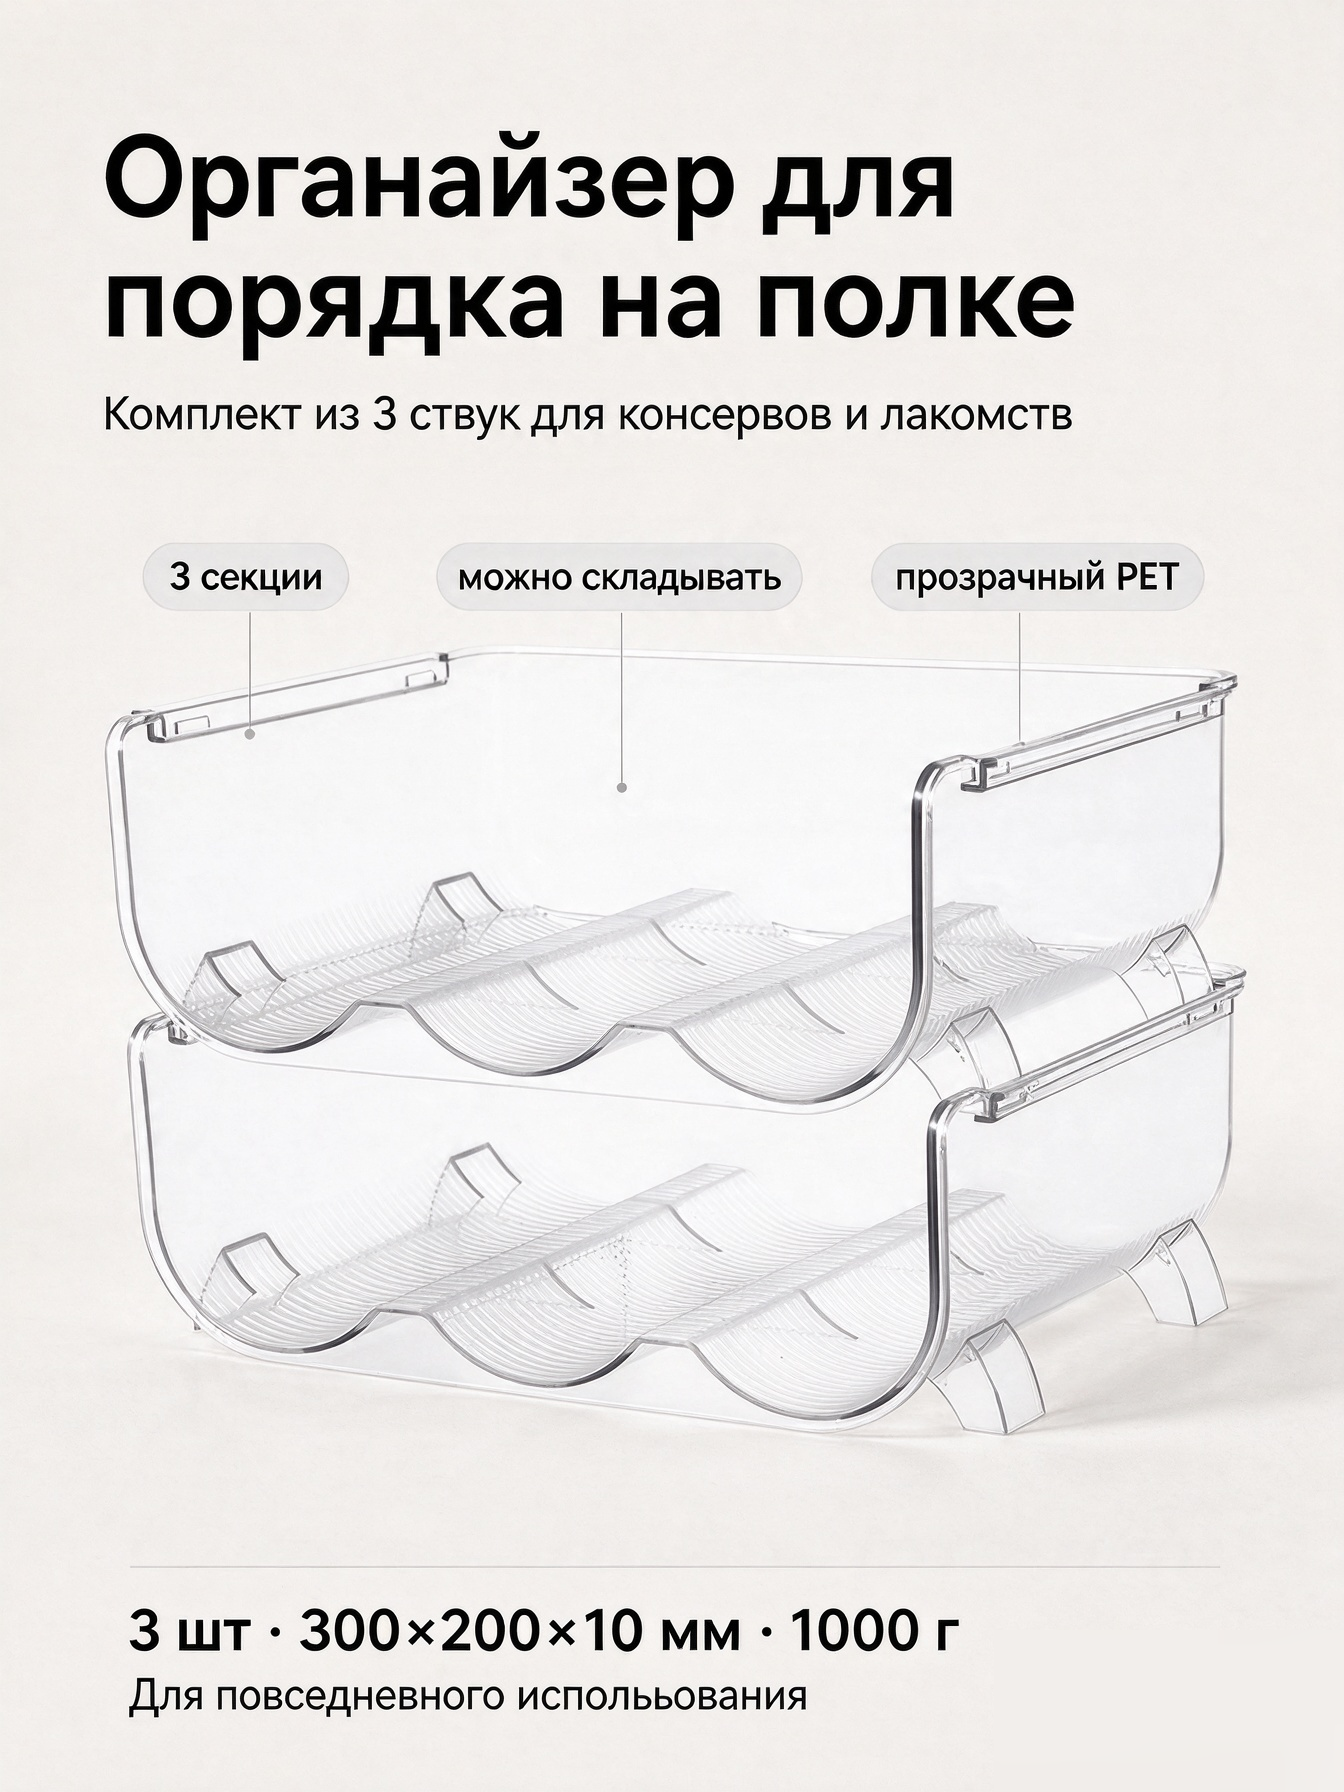 Органайзер для
порядка на полке
Комплект из 3 ствук для консервов и лакомств
3 секции
можно складывать
прозрачный PET
3 шт · 300×200×10 мм · 1000 г
Для повседневного исполььования